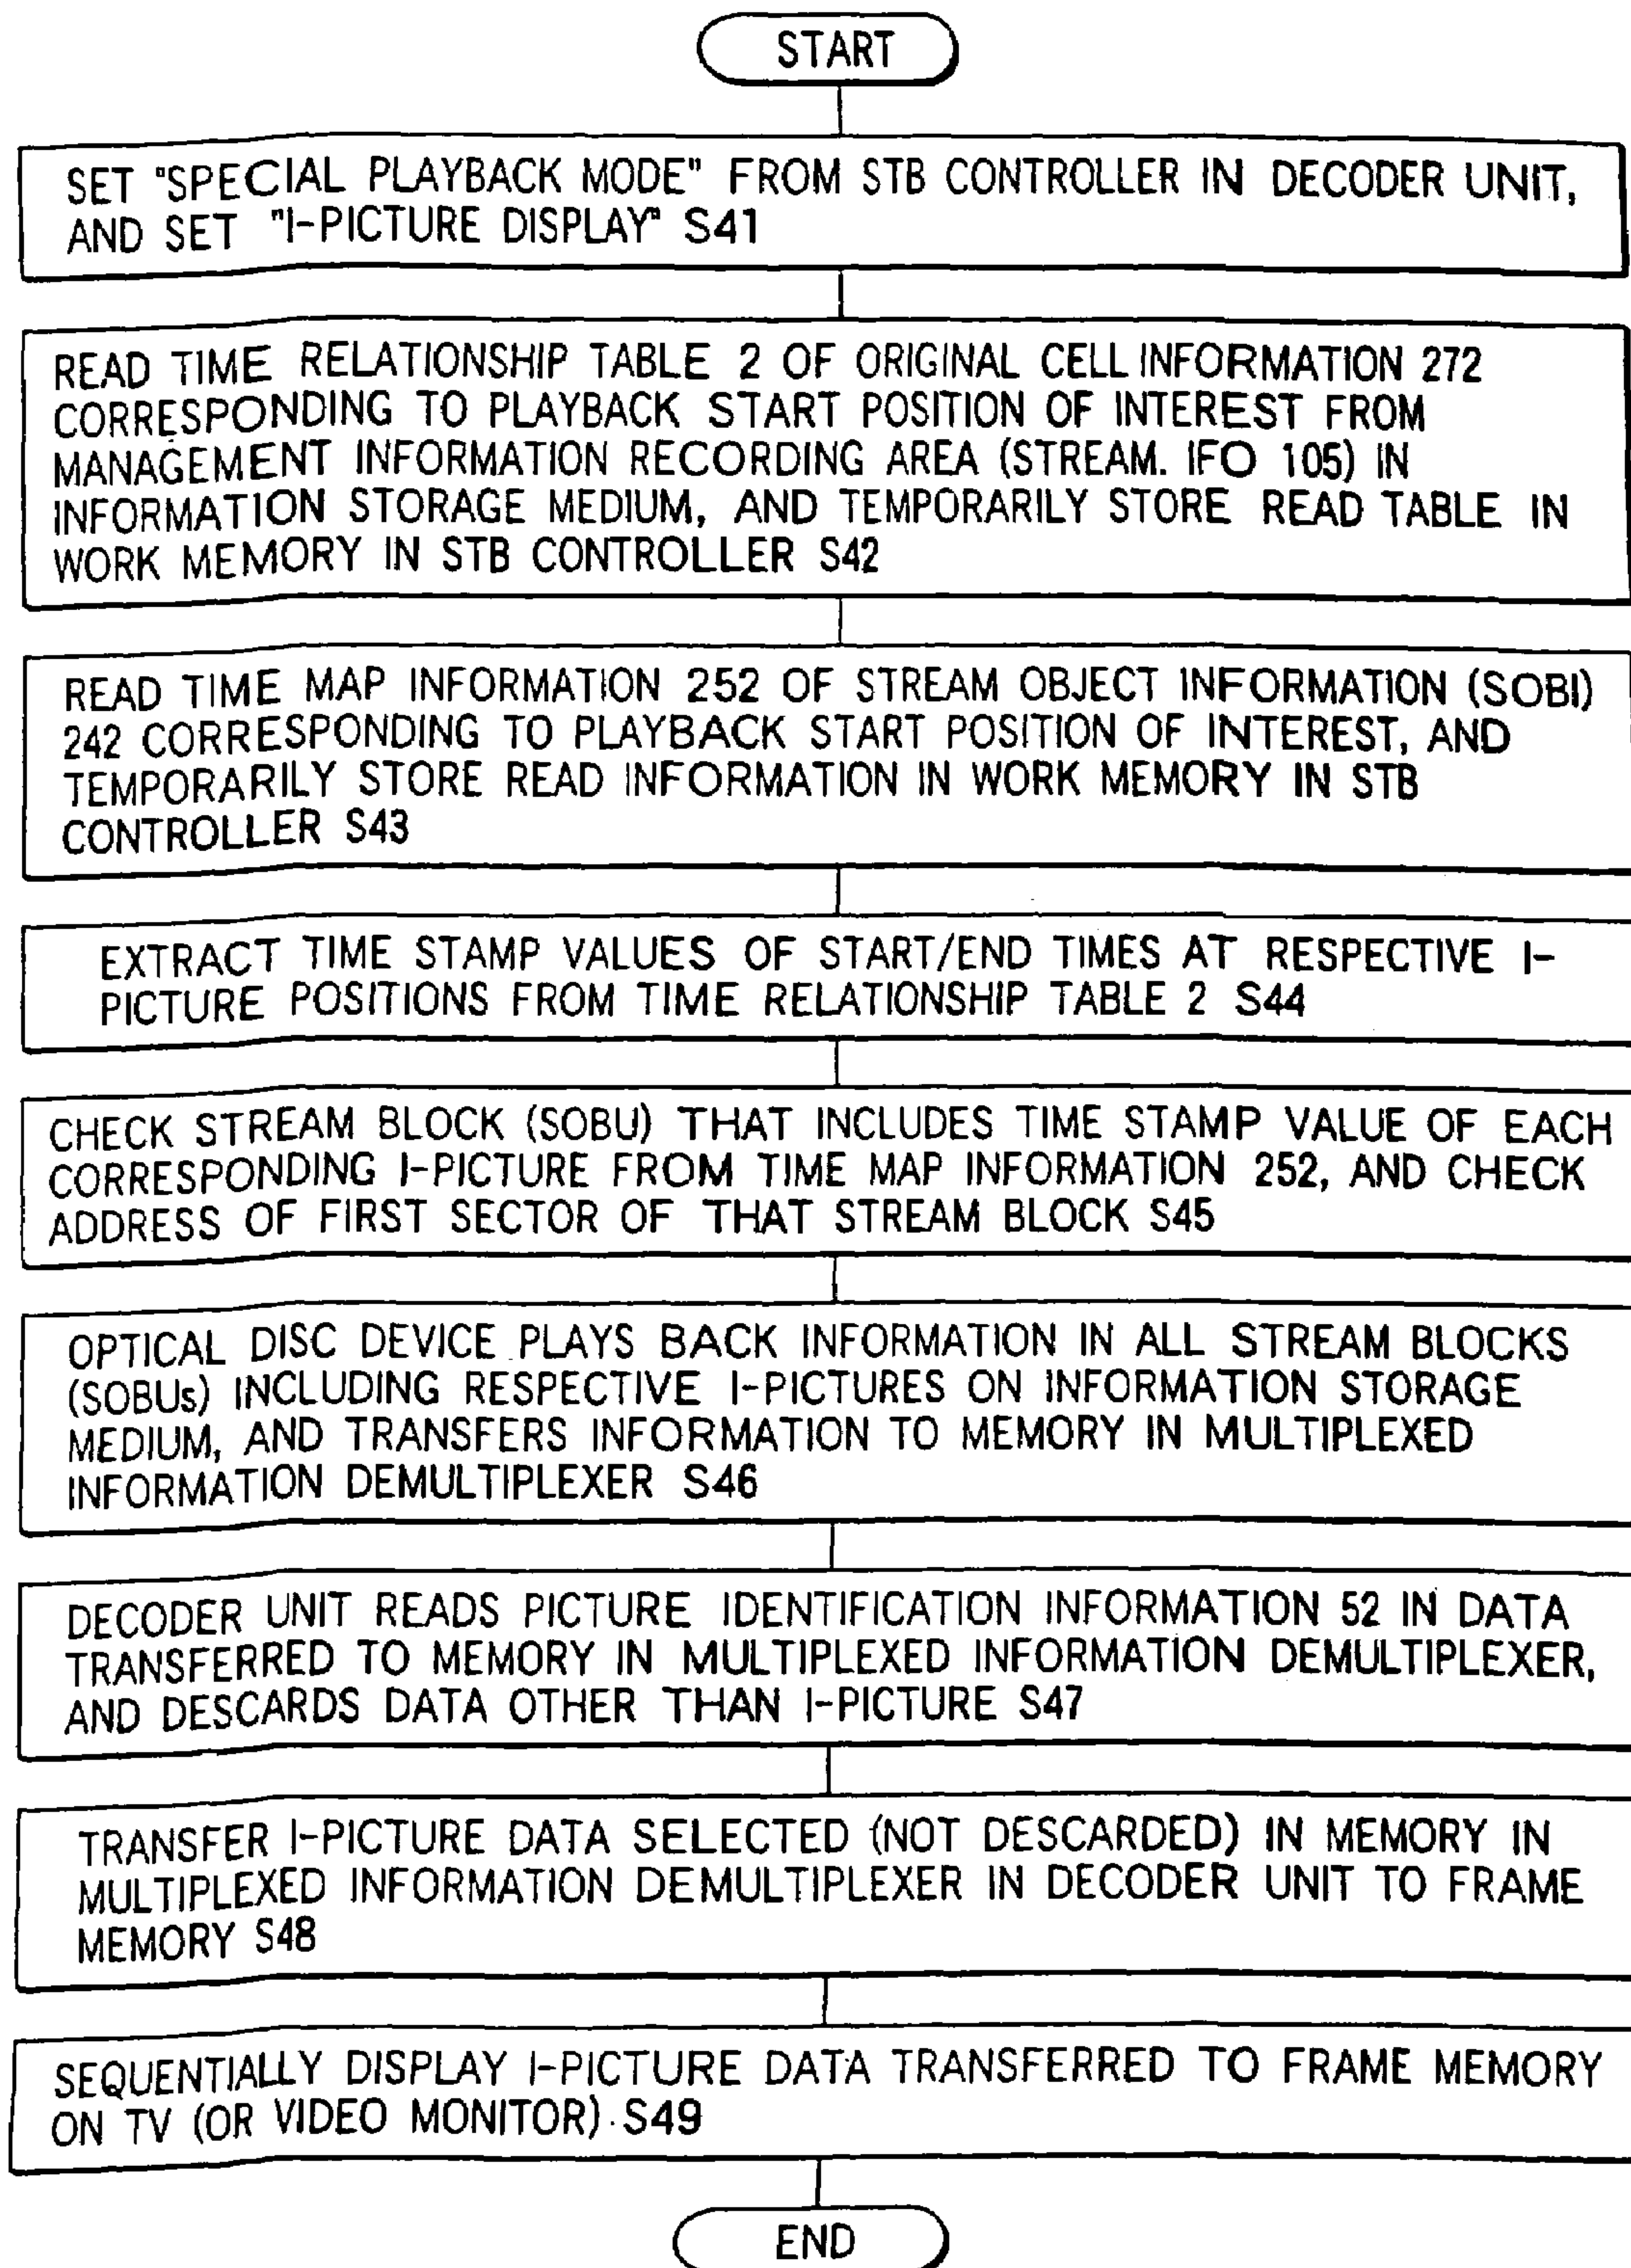 START
SET "SPECIAL PLAYBACK MODE" FROM STB CONTROLLER IN DECODER UNIT,
AND SET "I-PICTURE DISPLAY" S41
READ TIME RELATIONSHIP TABLE 2 OF ORIGINAL CELL INFORMATION 272
CORRESPONDING TO PLAYBACK START POSITION OF INTEREST FROM
MANAGEMENT INFORMATION RECORDING AREA (STREAM. IFO 105) IN
INFORMATION STORAGE MEDIUM, AND TEMPORARILY STORE READ TABLE IN
WORK MEMORY IN STB CONTROLLER S42
READ TIME MAP INFORMATION 252 OF STREAM OBJECT INFORMATION (SOBI)
242 CORRESPONDING TO PLAYBACK START POSITION OF INTEREST, AND
TEMPORARILY STORE READ INFORMATION IN WORK MEMORY IN STB
CONTROLLER S43
EXTRACT TIME STAMP VALUES OF START/END TIMES AT RESPECTIVE I-
PICTURE POSITIONS FROM TIME RELATIONSHIP TABLE 2 S44
CHECK STREAM BLOCK (SOBU) THAT INCLUDES TIME STAMP VALUE OF EACH
CORRESPONDING I-PICTURE FROM TIME MAP INFORMATION 252, AND CHECK
ADDRESS OF FIRST SECTOR OF THAT STREAM BLOCK S45
OPTICAL DISC DEVICE PLAYS BACK INFORMATION IN ALL STREAM BLOCKS
(SOBUs) INCLUDING RESPECTIVE I-PICTURES ON INFORMATION STORAGE
MEDIUM, AND TRANSFERS INFORMATION TO MEMORY IN MULTIPLEXED
INFORMATION DEMULTIPLEXER S46
DECODER UNIT READS PICTURE IDENTIFICATION INFORMATION 52 IN DATA
TRANSFERRED TO MEMORY IN MULTIPLEXED INFORMATION DEMULTIPLEXER,
AND DESCARDS DATA OTHER THAN I-PICTURE S47
TRANSFER I-PICTURE DATA SELECTED (NOT DESCARDED) IN MEMORY IN
MULTIPLEXED INFORMATION DEMULTIPLEXER IN DECODER UNIT TO FRAME
MEMORY S48
SEQUENTIALLY DISPLAY I-PICTURE DATA TRANSFERRED TO FRAME MEMORY
ON TV (OR VIDEO MONITOR) S49
END